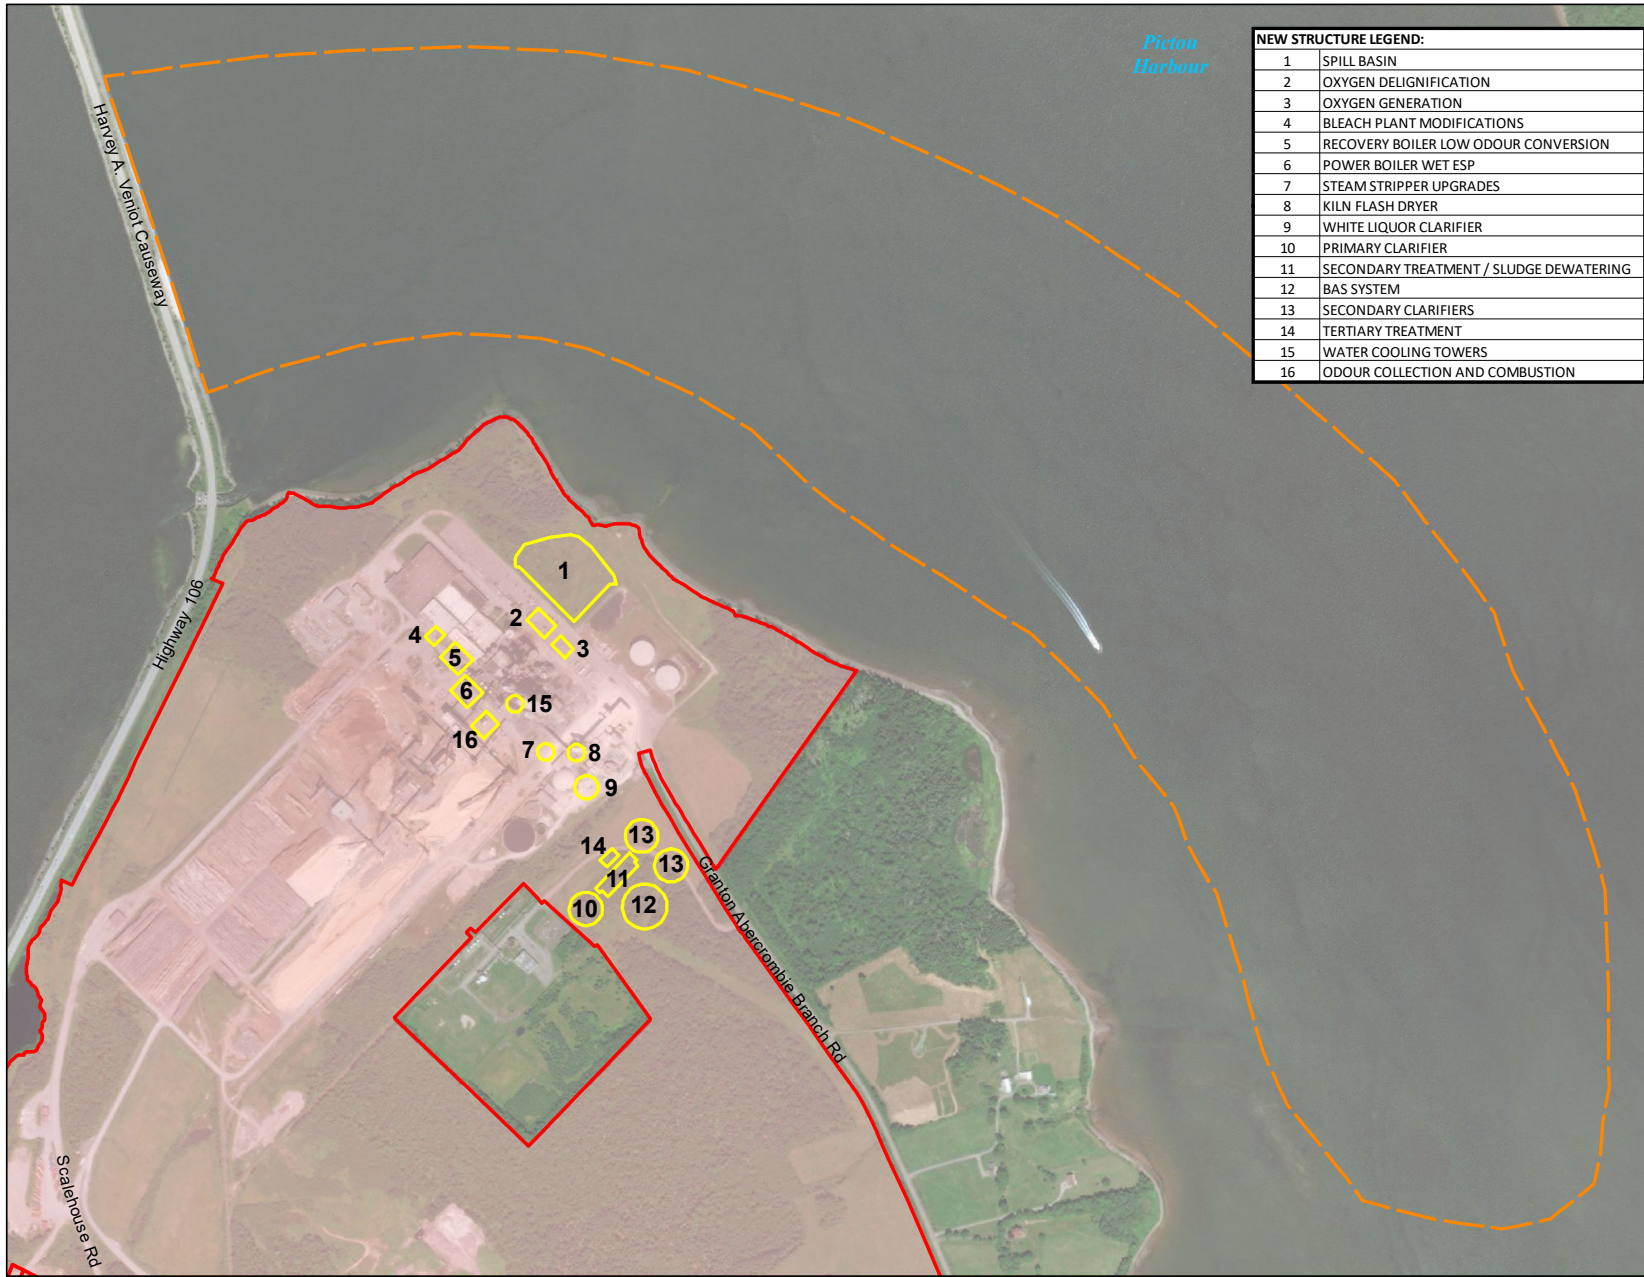 Pictou
Harbour
NEW STRUCTURE LEGEND:
1 SPILL BASIN
2 OXYGEN DELIGNIFICATION
3 OXYGEN GENERATION
4 BLEACH PLANT MODIFICATIONS
5 RECOVERY BOILER LOW ODOUR CONVERSION
6 POWER BOILER WET ESP
7 STEAM STRIPPER UPGRADES
8 KILN FLASH DRYER
9 WHITE LIQUOR CLARIFIER
10 PRIMARY CLARIFIER
11 SECONDARY TREATMENT / SLUDGE DEWATERING
12 BAS SYSTEM
13 SECONDARY CLARIFIERS
14 TERTIARY TREATMENT
15 WATER COOLING TOWERS
16 ODOUR COLLECTION AND COMBUSTION
Harvey A. Veniot Causeway
Highway 106
1
2
3
4
5
6
15
16
7
8
9
13
14
13
11
10
12
Granton Abercrombie Branch Rd
Scalehouse Rd